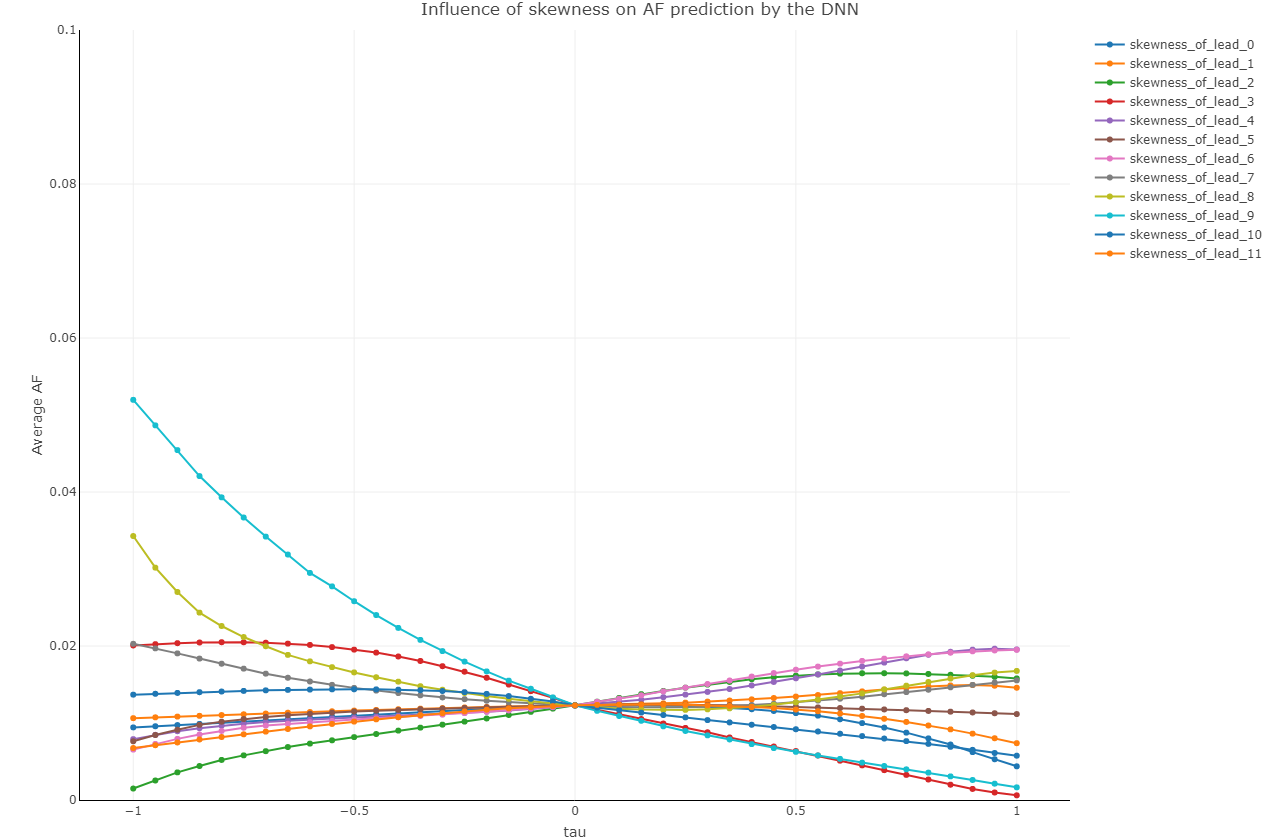 Influence of skewness on AF prediction by the DNN
0.1
0.08
0.06
0.04
0.02
0
Average AF
−1
−0.5
0
0.5
1
tau
skewness_of_lead_0
skewness_of_lead_1
skewness_of_lead_2
skewness_of_lead_3
skewness_of_lead_4
skewness_of_lead_5
skewness_of_lead_6
skewness_of_lead_7
skewness_of_lead_8
skewness_of_lead_9
skewness_of_lead_10
skewness_of_lead_11